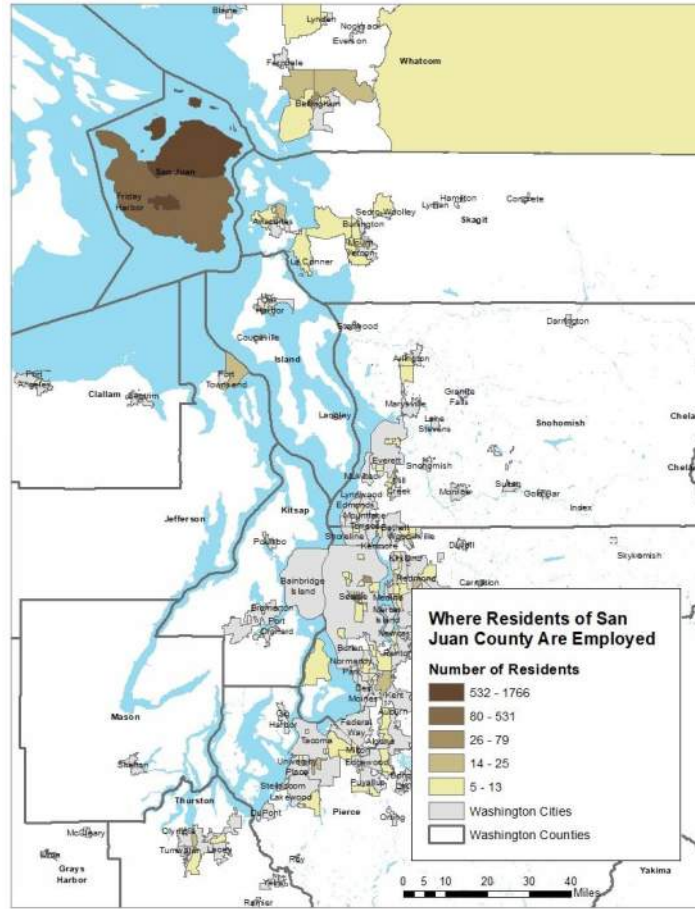 Blaine
Lynden
Nooksack
Everson
Ferndale
Whatcom
Bellingham
San Juan
Friday
Harbor
Anacortes
Sedro-Woolley
Burlington
Mount
Vernon
La Conner
Lyman
Hamilton
Concrete
Skagit
Oak
Harbor
Coupeville
Island
Stanwood
Darrington
Port
Angeles
Sequim
Clallam
Port
Townsend
Arlington
Granite
Falls
Marysville
Lake
Stevens
Snohomish
Langley
Everett
Snohomish
Mukilteo
Mill
Creek
Lynnwood
Edmonds
Monroe
Sultan
Gold Bar
Index
Jefferson
Kitsap
Poulsbo
Shoreline
Kenmore
Woodinville
Duvall
Skykomish
Kirkland
Redmond
Carnation
Bainbridge
Island
Seattle
Medina
Mercer
Island
Bremerton
Port
Orchard
Burien
Normandy
Park
Des
Moines
Kent
Renton
Auburn
Mason
Gig
Harbor
Federal
Way
Tacoma
Milton
Edgewood
University
Place
Steilacoom
Lakewood
Puyallup
Shelton
Thurston
DuPont
Pierce
Orting
McCleary
Olympia
Tumwater
Lacey
Grays
Harbor
Roy
Yelm
Rainier
Yakima
Where Residents of San
Juan County Are Employed
Number of Residents
532 - 1766
80 - 531
26 - 79
14 - 25
5 - 13
Washington Cities
Washington Counties
0 5 10 20 30 40
Miles